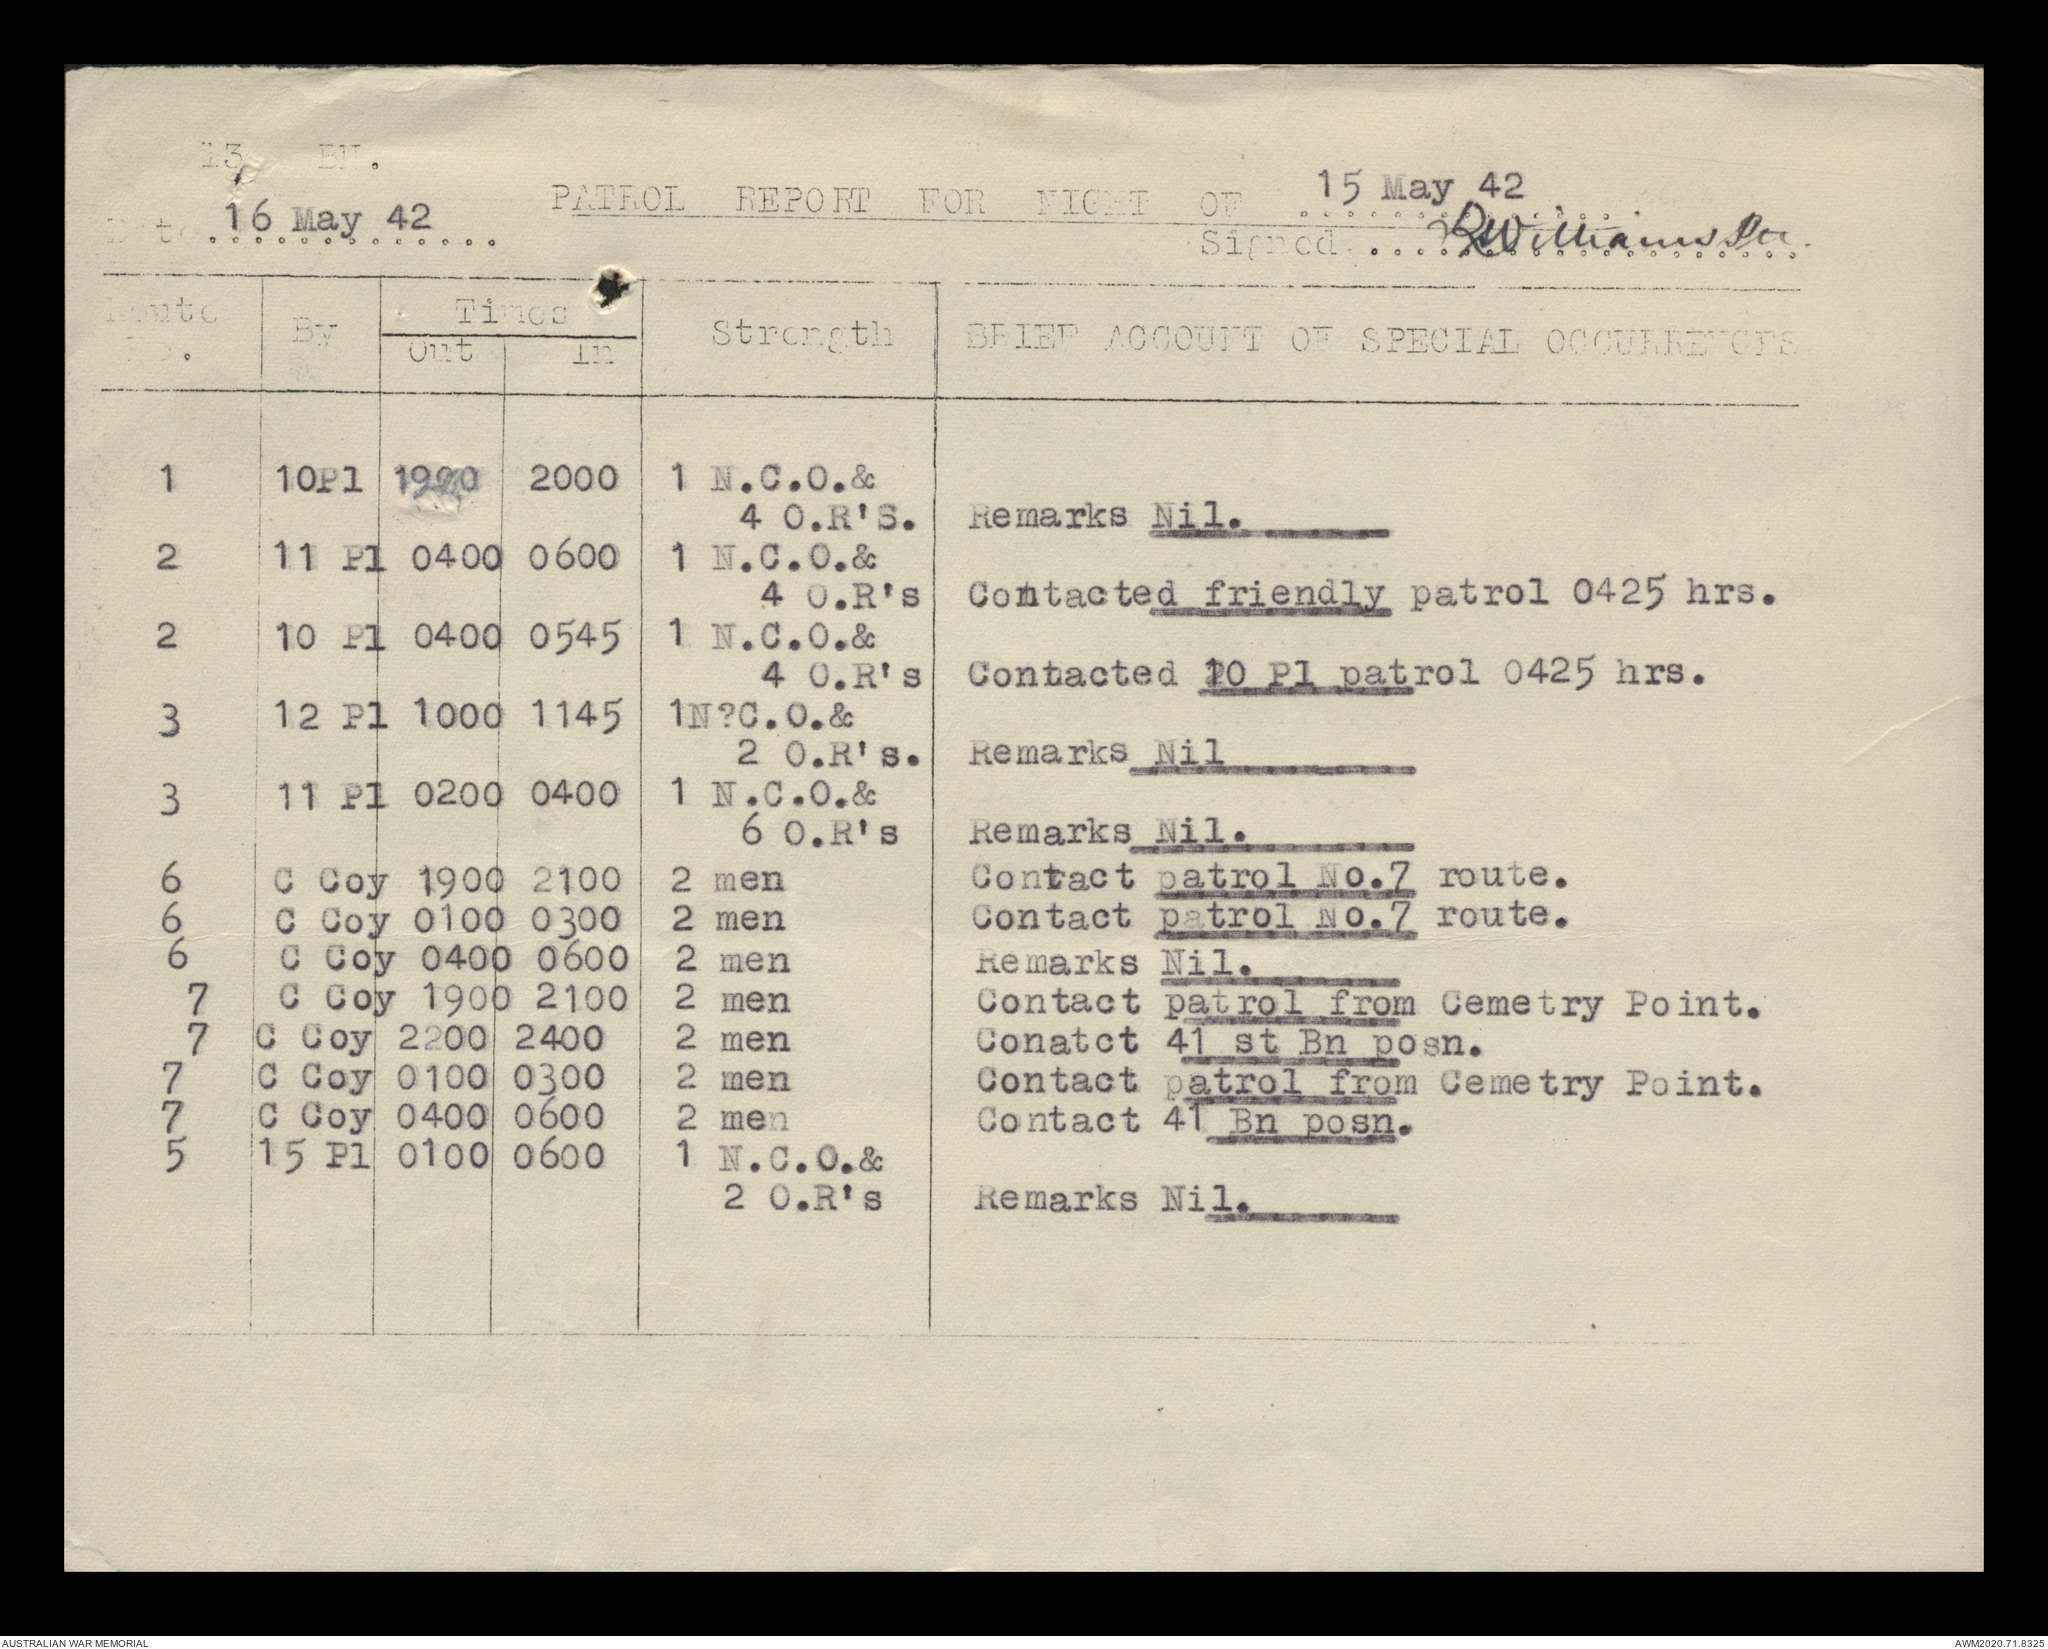 13 BN.
PATROL REPORT FOR NIGHT OF 15 May 42
Date 16 May 42
Signed Williams
Route No. By Times Out In Strength BRIEF ACCOUNT OF SPECIAL OCCURRENCES
1 10Pl 1900 2000 1 N.C.O.&
4 O.R'S. Remarks Nil.
2 11 Pl 0400 0600 1 N.C.O.&
4 O.R's Contacted friendly patrol 0425 hrs.
2 10 Pl 0400 0545 1 N.C.O.&
4 O.R's Contacted 10 Pl patrol 0425 hrs.
3 12 Pl 1000 1145 1N?C.O.&
2 O.R's. Remarks Nil
3 11 Pl 0200 0400 1 N.C.O.&
6 O.R's Remarks Nil.
6 C Coy 1900 2100 2 men Contact patrol No.7 route.
6 C Coy 0100 0300 2 men Contact patrol No.7 route.
6 C Coy 0400 0600 2 men Remarks Nil.
7 C Coy 1900 2100 2 men Contact patrol from Cemetry Point.
7 C Coy 2200 2400 2 men Conatct 41 st Bn posn.
7 C Coy 0100 0300 2 men Contact patrol from Cemetry Point.
7 C Coy 0400 0600 2 men Contact 41 Bn posn.
5 15 Pl 0100 0600 1 N.C.O.&
2 O.R's Remarks Nil.
AUSTRALIAN WAR MEMORIAL
AWM2020.71.8325